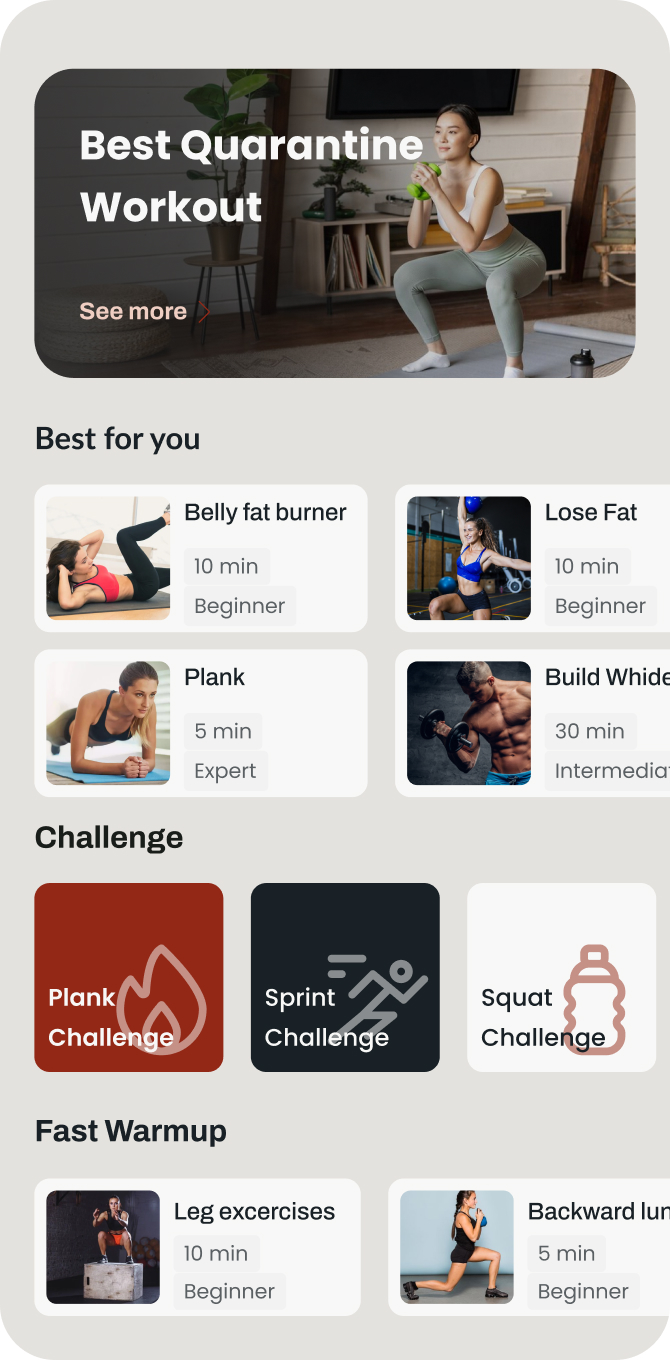 Best Quarantine
Workout
See more
Best for you
Belly fat burner
10 min
Beginner
Lose Fat
10 min
Beginner
Plank
5 min
Expert
Build Whide
30 min
Intermediat
Challenge
Plank
Challenge
Sprint
Challenge
Squat
Challenge
Fast Warmup
Leg excercises
10 min
Beginner
Backward lun
5 min
Beginner